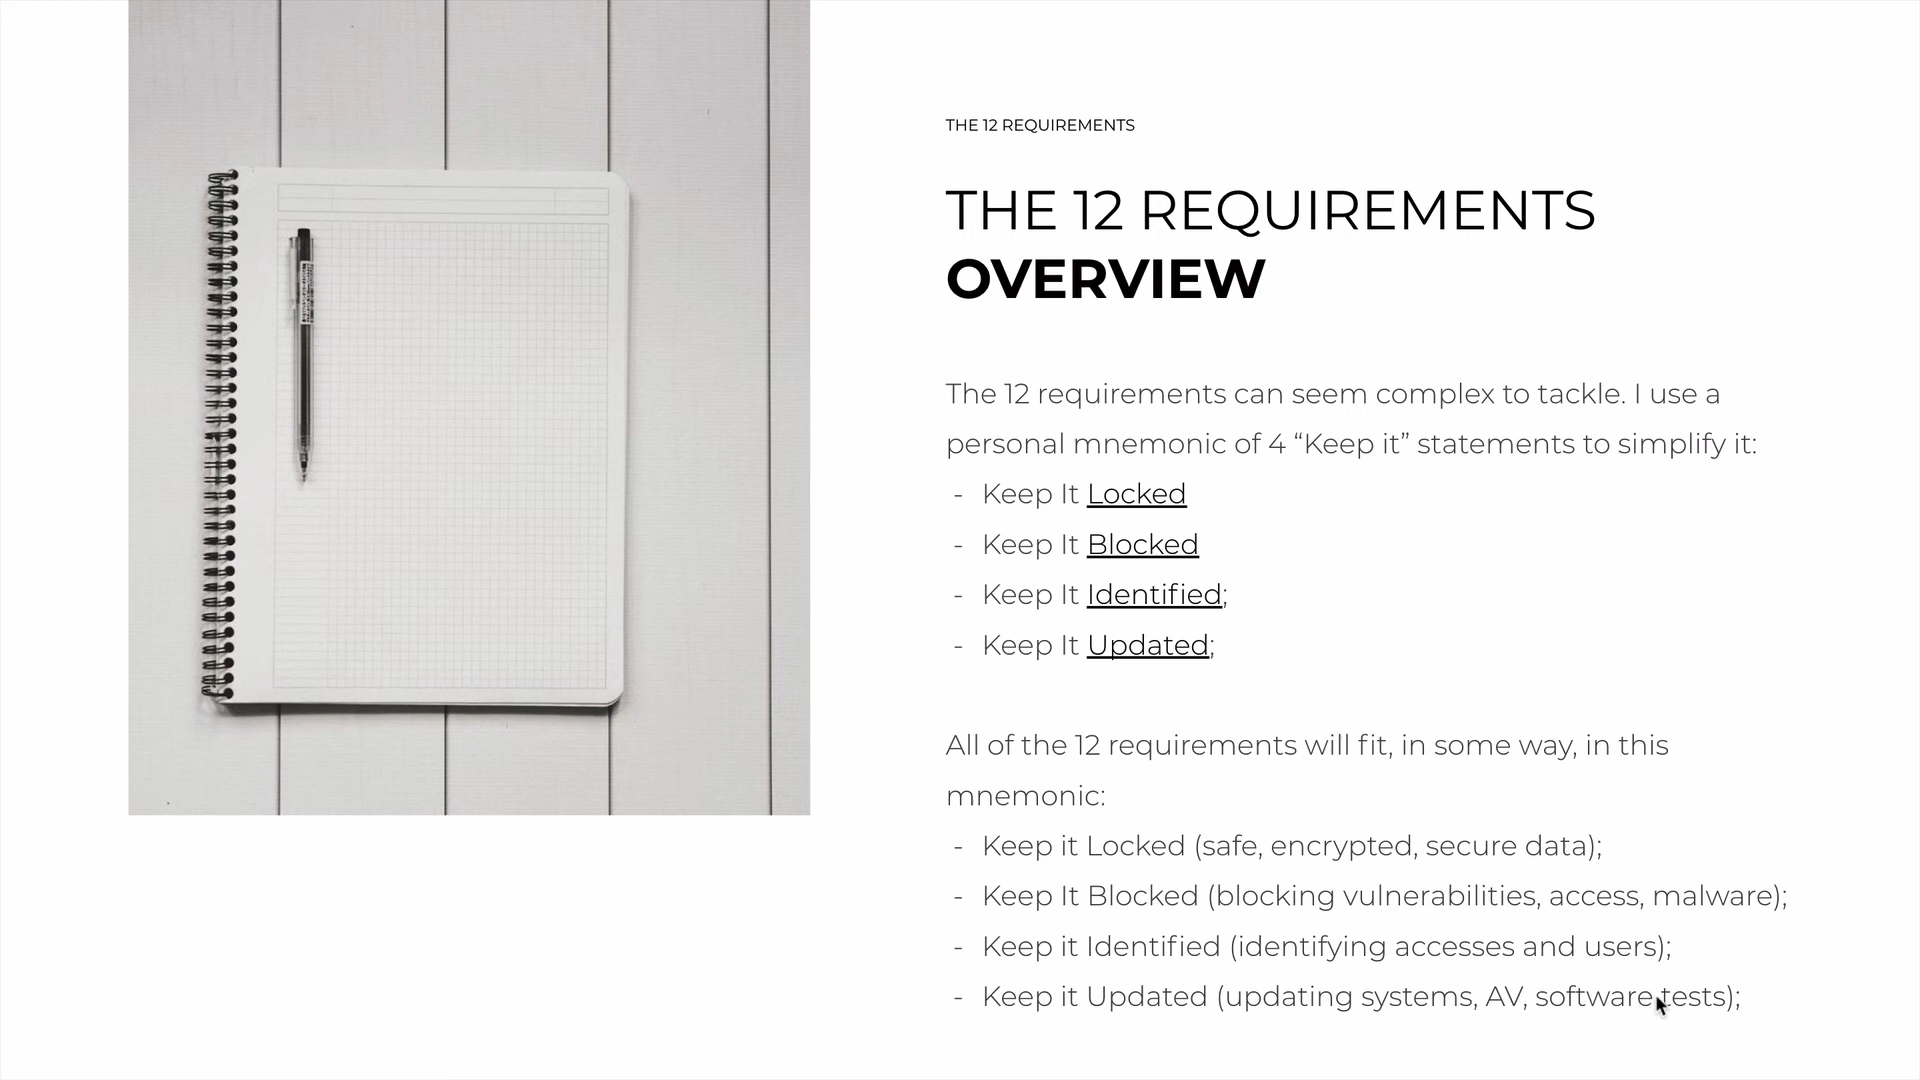 THE 12 REQUIREMENTS
THE 12 REQUIREMENTS
OVERVIEW
The 12 requirements can seem complex to tackle. I use a
personal mnemonic of 4 “Keep it” statements to simplify it:
- Keep It Locked
- Keep It Blocked
- Keep It Identified;
- Keep It Updated;
All of the 12 requirements will fit, in some way, in this
mnemonic:
- Keep it Locked (safe, encrypted, secure data);
- Keep It Blocked (blocking vulnerabilities, access, malware);
- Keep it Identified (identifying accesses and users);
- Keep it Updated (updating systems, AV, software tests);